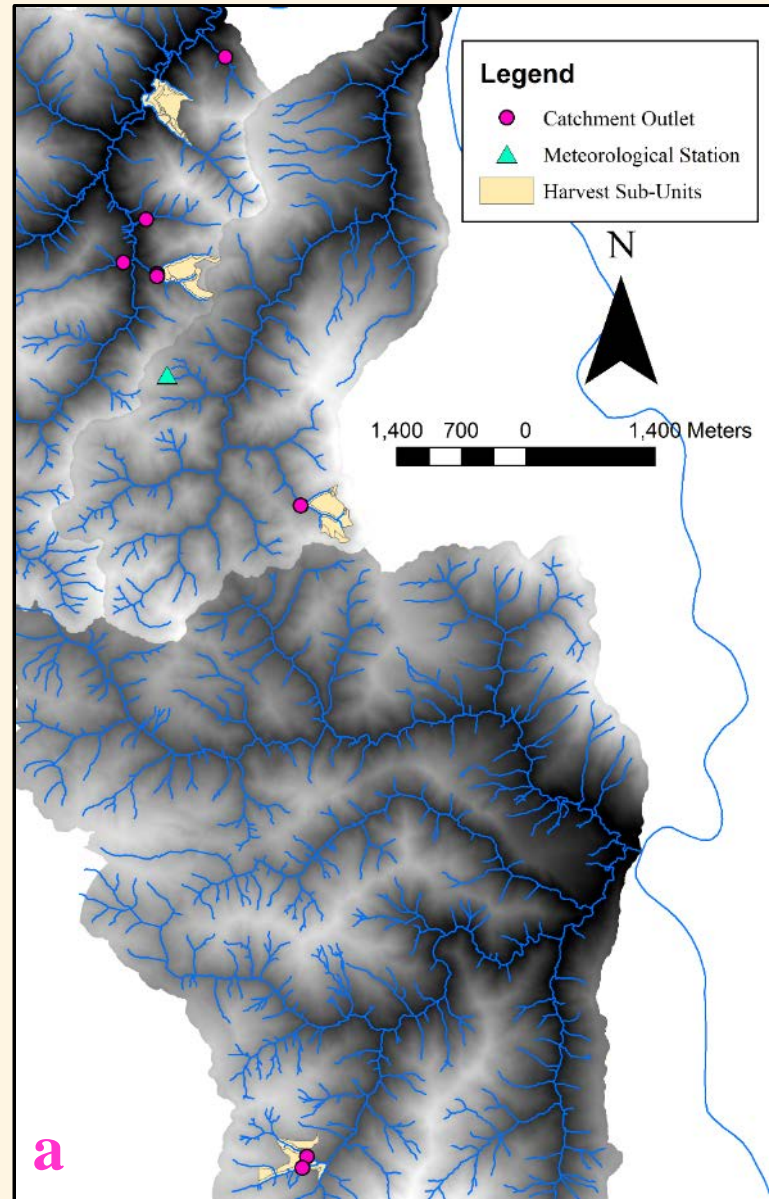 Legend
Catchment Outlet
Meteorological Station
Harvest Sub-Units
N
1,400 700 0 1,400 Meters
a